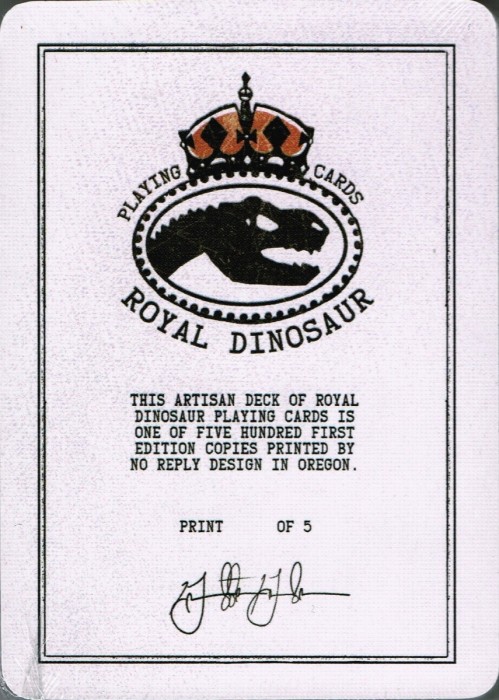 PLAYING CARDS
ROYAL DINOSAUR
THIS ARTISAN DECK OF ROYAL
DINOSAUR PLAYING CARDS IS
ONE OF FIVE HUNDRED FIRST
EDITION COPIES PRINTED BY
NO REPLY DESIGN IN OREGON.
PRINT OF 5